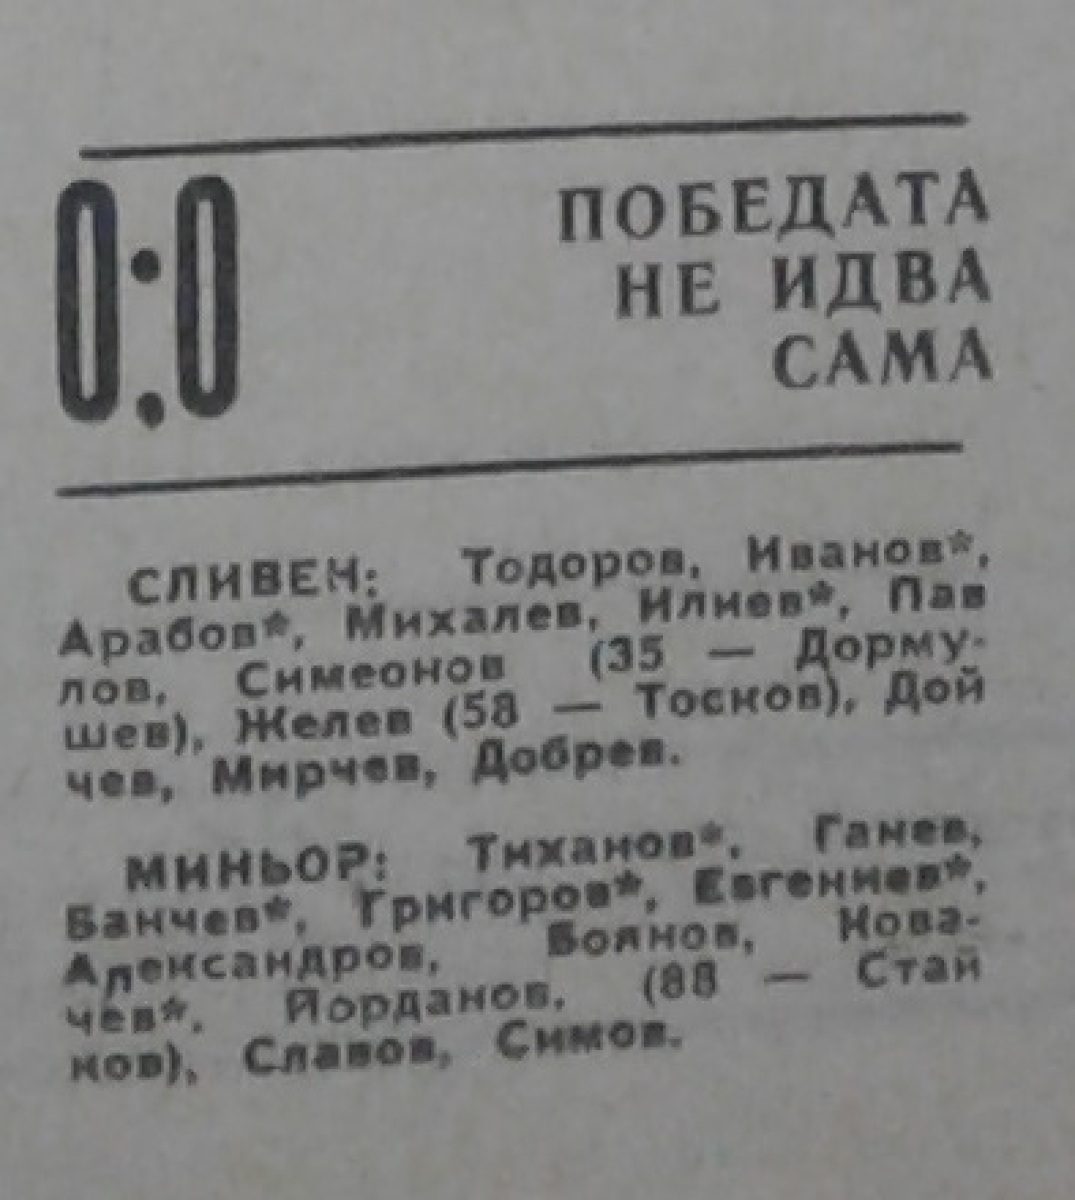 0:0
ПОБЕДАТА
НЕ ИДВА
САМА
СЛИВЕН: Тодоров, Иванов*,
Арабов*, Михалев, Илиев*, Пав
лов, Симеонов (35 — Дорму-
шев), Желев (58 — Тосков), Дой
чев, Мирчев, Добрев.
МИНЬОР: Тиханов*, Ганев,
Банчев*, Григоров*, Евгениев*,
Александров, Боянов, Кова-
чев*, Йорданов, (88 — Стай
ков), Славов, Симов.